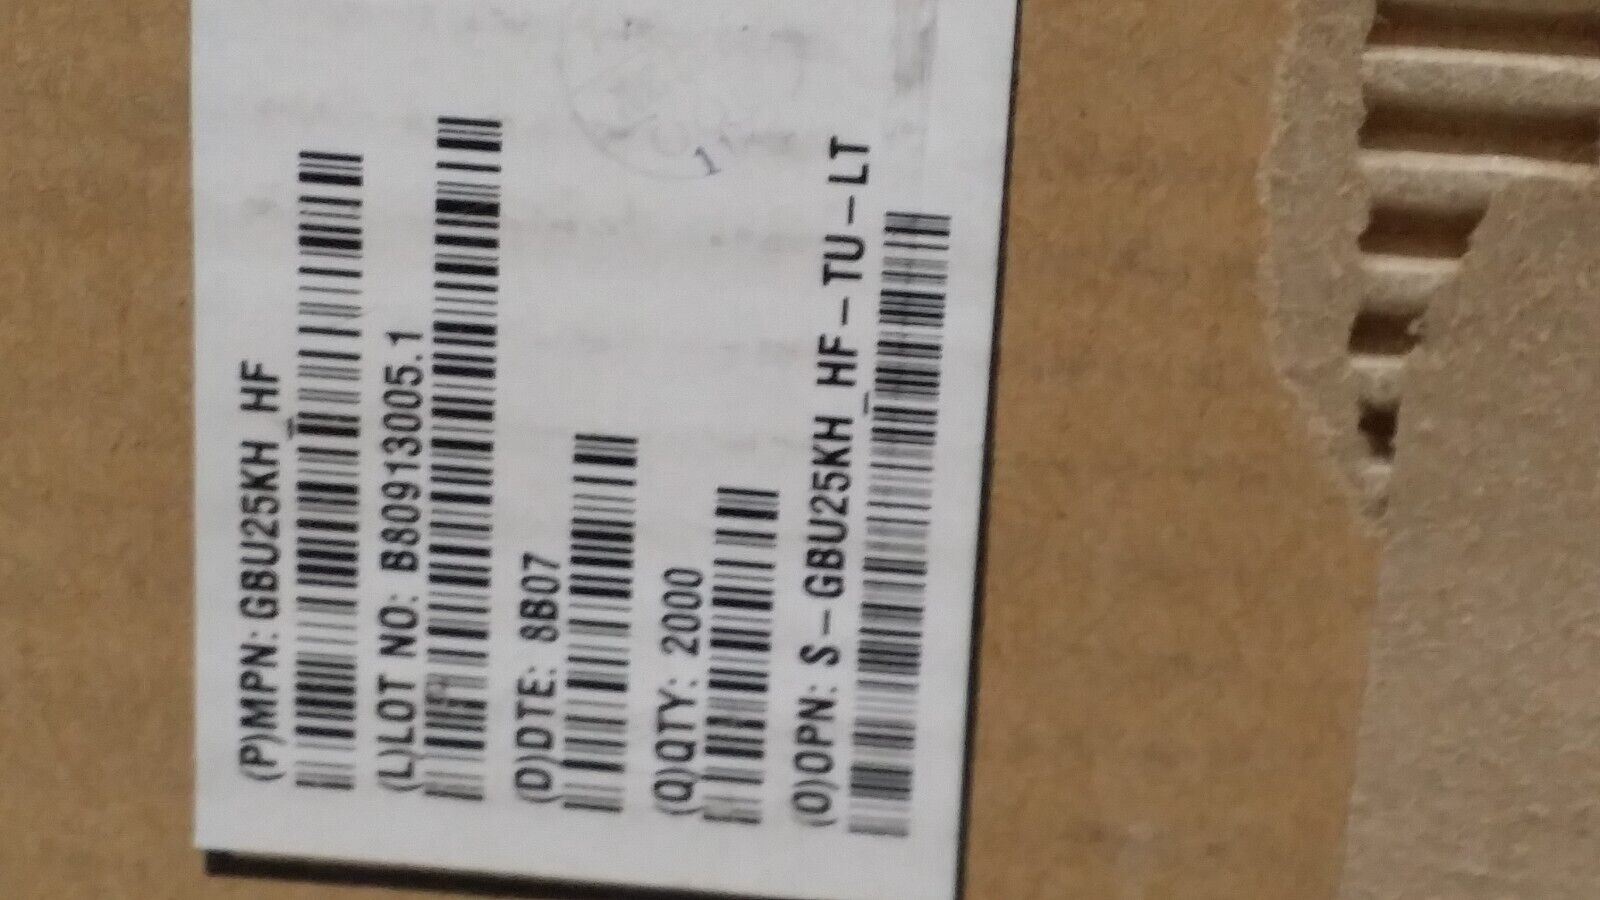 (P)MPN: GBU25KH_HF
(L)LOT NO: B80913005.1
(D)DTE: 8B07
(Q)QTY: 2000
(O)OPN: S-GBU25KH_HF-TU-LT